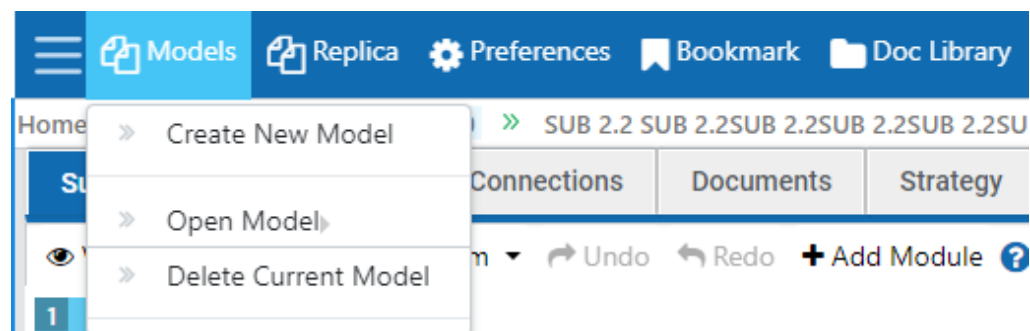 Models Replica Preferences Bookmark Doc Library
Home » SUB 2.2 SUB 2.2SUB 2.2SUB 2.2SUB 2.2SU
» Create New Model
Connections Documents Strategy
» Open Model
Undo Redo + Add Module ?
» Delete Current Model
1